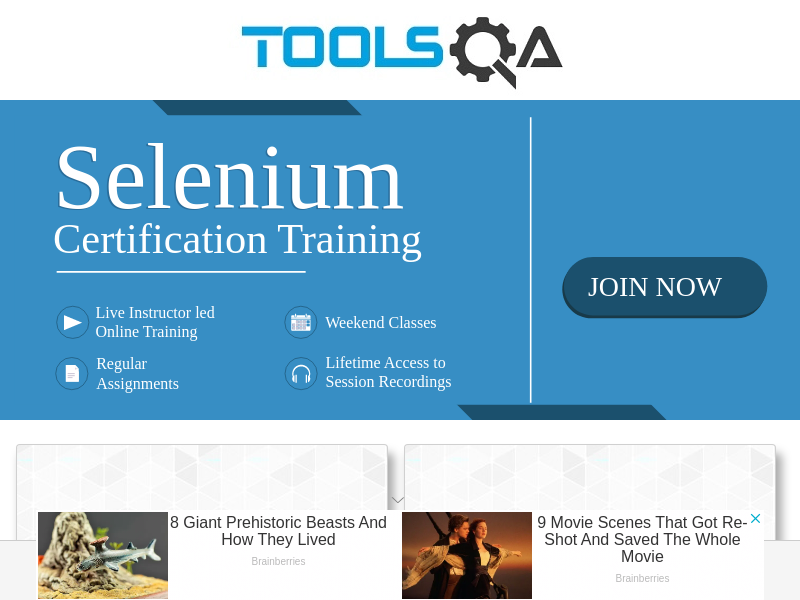 TOOLSQA
Selenium
Certification Training
JOIN NOW
Live Instructor led
Online Training
Weekend Classes
Regular
Assignments
Lifetime Access to
Session Recordings
8 Giant Prehistoric Beasts And
How They Lived
Brainberries
9 Movie Scenes That Got Re-
Shot And Saved The Whole
Movie
Brainberries